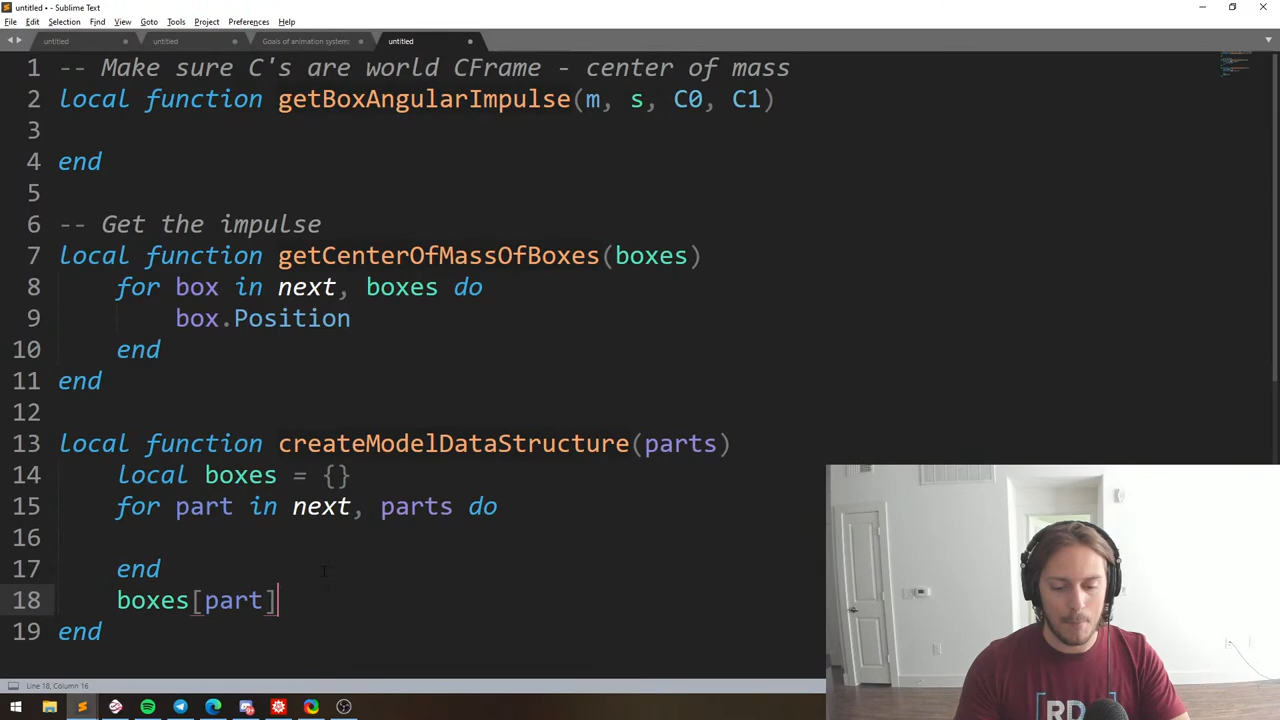 untitled • - Sublime Text
File Edit Selection Find View Goto Tools Project Preferences Help
untitled untitled Goals of animation system: untitled
1 -- Make sure C's are world CFrame - center of mass
2 local function getBoxAngularImpulse(m, s, C0, C1)
3
4 end
5
6 -- Get the impulse
7 local function getCenterOfMassOfBoxes(boxes)
8 for box in next, boxes do
9 box.Position
10 end
11 end
12
13 local function createModelDataStructure(parts)
14 local boxes = {}
15 for part in next, parts do
16
17 end
18 boxes[part]
19 end
RD
Line 18, Column 16